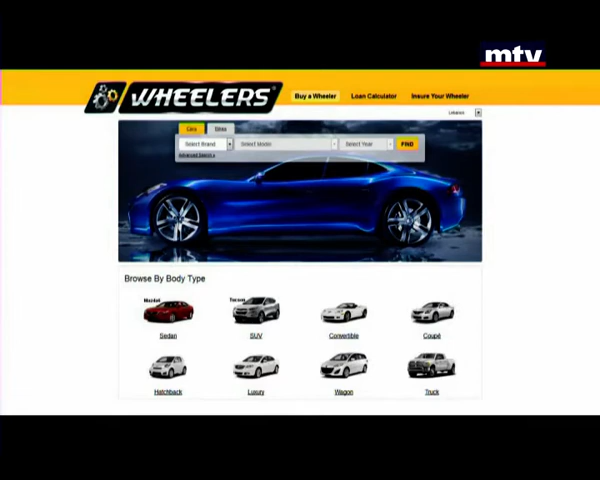 mtv
WHEELERS
Buy a Wheeler Loan Calculator Insure Your Wheeler
Lebanon
Cars Bikes
Select Brand Select Model Select Year FIND
Advanced Search »
Browse By Body Type
Sedan SUV Convertible Coupé
Hatchback Luxury Wagon Truck